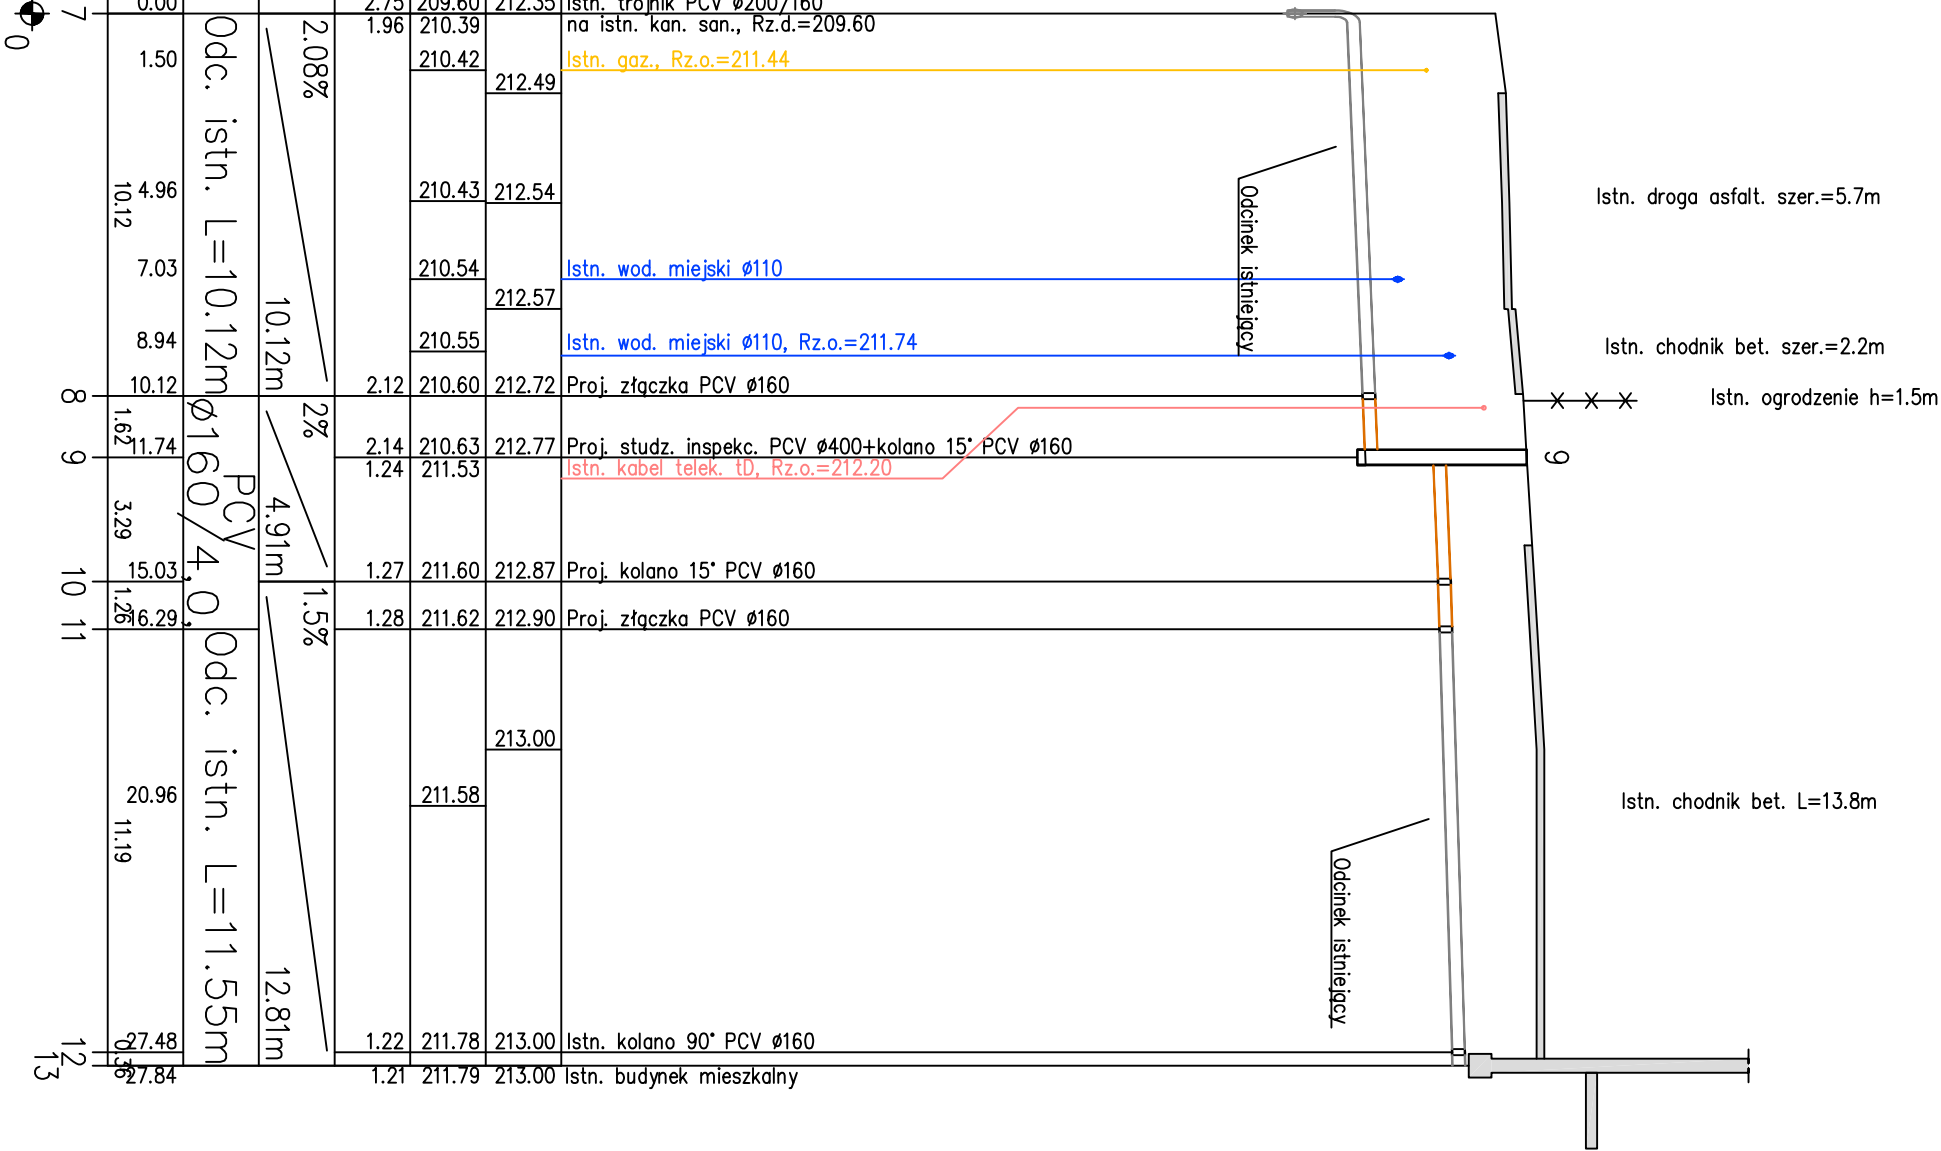 0.00 2.75 209.60 212.35 Istn. trójnik PCV ø200/160
7 1.96 210.39 na istn. kan. san., Rz.d.=209.60
0
1.50 210.42 Istn. gaz., Rz.o.=211.44
212.49
2.08%
10.12m
4.96 210.43 212.54
10.12
Odcinek istniejący
Istn. droga asfalt. szer.=5.7m
7.03 210.54 Istn. wod. miejski ø110
212.57
8.94 210.55 Istn. wod. miejski ø110, Rz.o.=211.74
Istn. chodnik bet. szer.=2.2m
8 10.12 2.12 210.60 212.72 Proj. złączka PCV ø160
Istn. ogrodzenie h=1.5m
1.62
2%
4.91m
9 11.74 2.14 210.63 212.77 Proj. studz. inspekc. PCV ø400+kolano 15° PCV ø160
9
1.24 211.53 Istn. kabel telek. tD, Rz.o.=212.20
3.29
10 15.03 1.27 211.60 212.87 Proj. kolano 15° PCV ø160
1.26
1.5%
12.81m
11 16.29 1.28 211.62 212.90 Proj. złączka PCV ø160
213.00
20.96 211.58
11.19
Istn. chodnik bet. L=13.8m
Odcinek istniejący
12 27.48 1.22 211.78 213.00 Istn. kolano 90° PCV ø160
0.36
13 27.84 1.21 211.79 213.00 Istn. budynek mieszkalny
Odc. istn. L=10.12m
PCV
ø160/4,0,
Odc. istn. L=11.55m